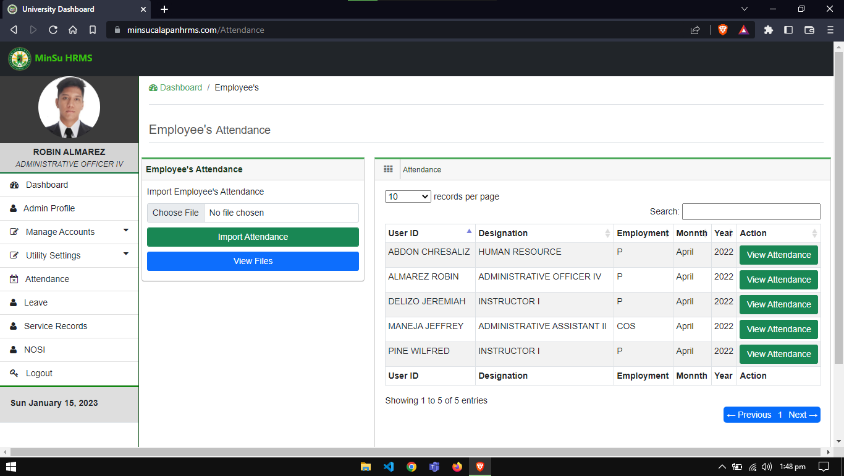 University Dashboard
minsucalapanhrms.com/Attendance
MinSu HRMS
ROBIN ALMAREZ
ADMINISTRATIVE OFFICER IV
Dashboard
Admin Profile
Manage Accounts
Utility Settings
Attendance
Leave
Service Records
NOSI
Logout
Sun January 15, 2023
Dashboard / Employee's
Employee's Attendance
Employee's Attendance
Import Employee's Attendance
Choose File No file chosen
Import Attendance
View Files
Attendance
10 records per page
Search:
User ID Designation Employment Monnth Year Action
ABDON CHRESALIZ HUMAN RESOURCE P April 2022 View Attendance
ALMAREZ ROBIN ADMINISTRATIVE OFFICER IV P April 2022 View Attendance
DELIZO JEREMIAH INSTRUCTOR I P April 2022 View Attendance
MANEJA JEFFREY ADMINISTRATIVE ASSISTANT II COS April 2022 View Attendance
PINE WILFRED INSTRUCTOR I P April 2022 View Attendance
User ID Designation Employment Monnth Year Action
Showing 1 to 5 of 5 entries
← Previous 1 Next →
1:48 pm